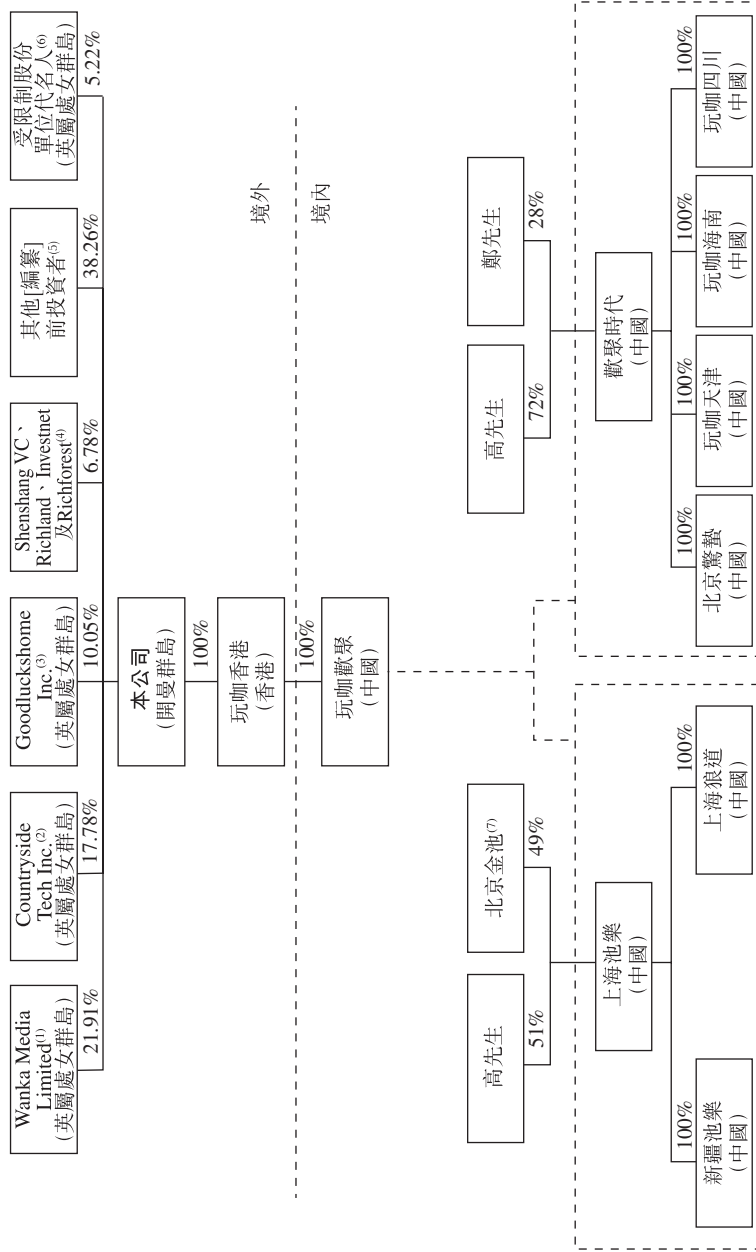 Wanka Media
Limited(1)
(英屬處女群島)
21.91%
Countryside
Tech Inc.(2)
(英屬處女群島)
17.78%
Goodluckshome
Inc.(3)
(英屬處女群島)
10.05%
Shenshang VC、
Richland、Investnet
及Richforest(4)
6.78%
其他[編纂]
前投資者(5)
38.26%
受限制股份
單位代名人(6)
(英屬處女群島)
5.22%
本公司
(開曼群島)
100%
玩咖香港
(香港)
境外
境內
100%
玩咖歡聚
(中國)
高先生
51%
北京金池(7)
49%
高先生
72%
鄭先生
28%
上海池樂
(中國)
歡聚時代
(中國)
100%
新疆池樂
(中國)
100%
上海狼道
(中國)
100%
北京驚蟄
(中國)
100%
玩咖天津
(中國)
100%
玩咖海南
(中國)
100%
玩咖四川
(中國)